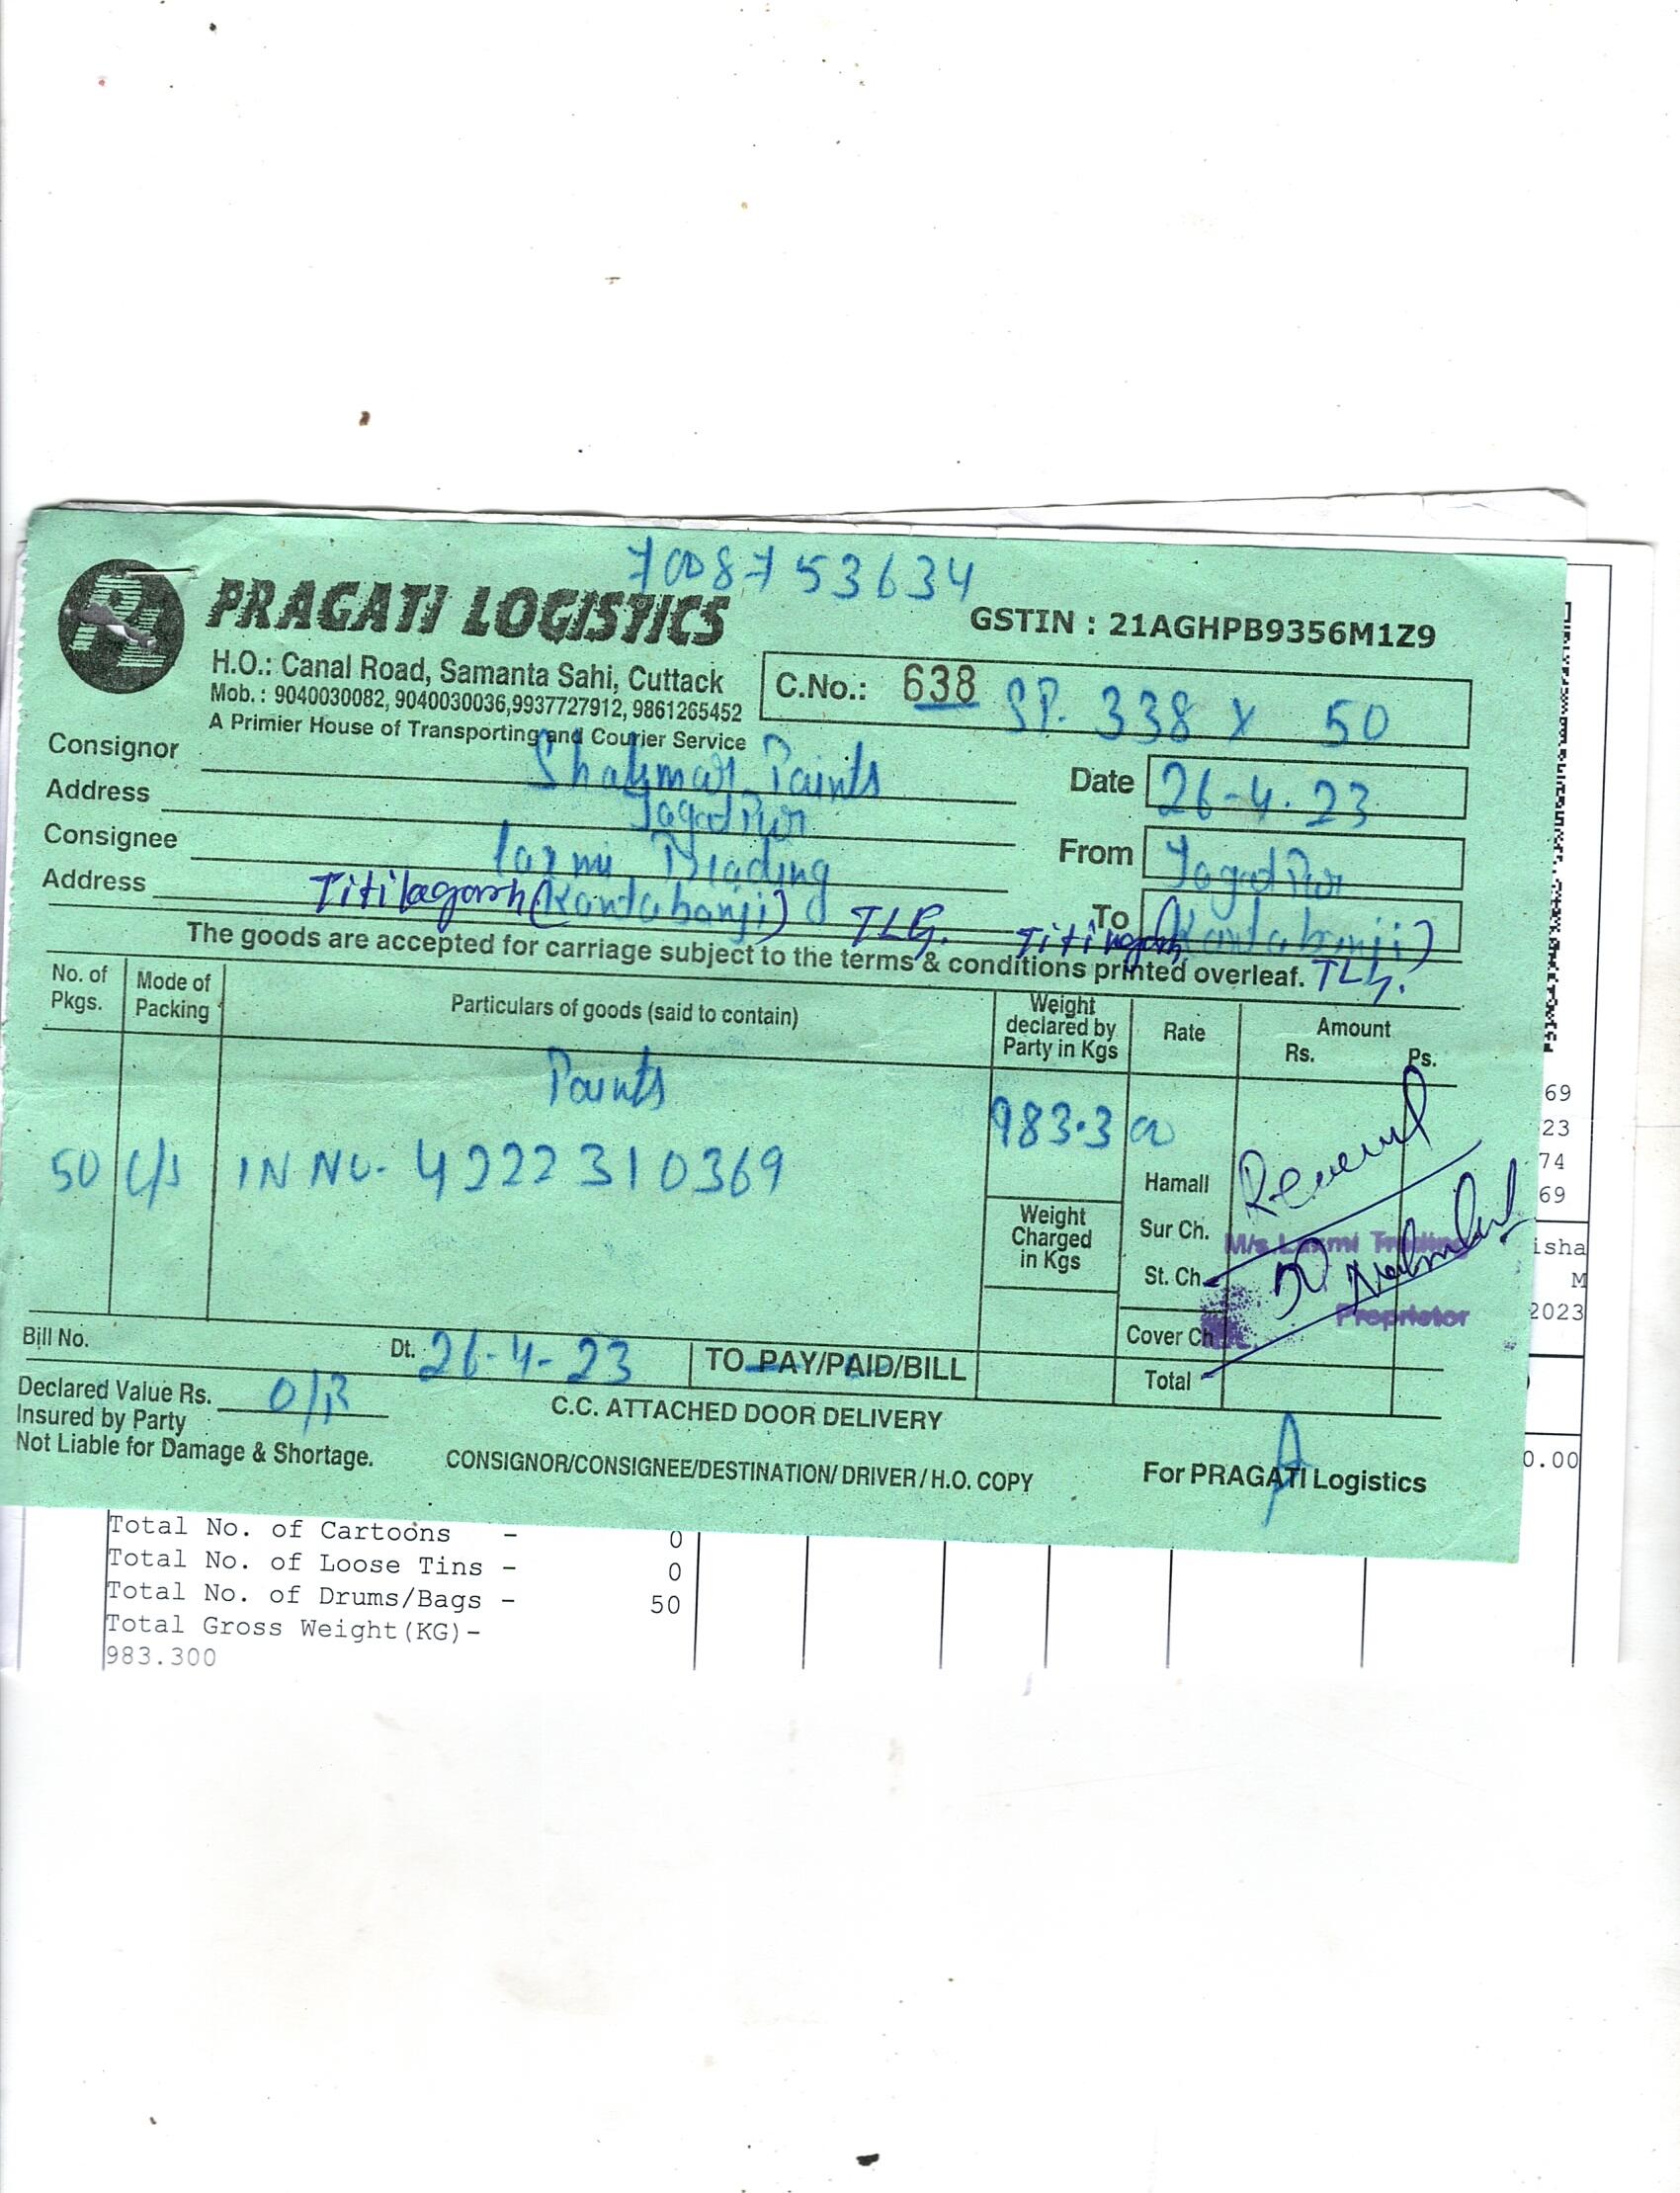 7008753634
PRAGATI LOGISTICS
GSTIN : 21AGHPB9356M1Z9
H.O.: Canal Road, Samanta Sahi, Cuttack
Mob. : 9040030082, 9040030036,9937727912, 9861265452
A Primier House of Transporting and Courier Service
C.No.: 638 SP. 338 x 50
Consignor Shalimar Paints
Date 26-4-23
Address Jagatpur
Consignee Laxmi Trading
From Jagatpur
Address Titilagarh (Kantabanji) TLG.
To (Kantabanji) TLG.
The goods are accepted for carriage subject to the terms & conditions printed overleaf.
No. of Pkgs. Mode of Packing Particulars of goods (said to contain) Weight declared by Party in Kgs Rate Amount Rs. Ps.
Paints
983.300
50 C/S IN NO- 4222310369
Hamall
Received
Weight Charged in Kgs
Sur Ch.
M/s. Laxmi Trading
St. Ch.
50
Proprietor
Cover Ch
Total
Bill No. Dt. 26-4-23 TO PAY/PAID/BILL
Declared Value Rs. O/R
Insured by Party
Not Liable for Damage & Shortage.
C.C. ATTACHED DOOR DELIVERY
CONSIGNOR/CONSIGNEE/DESTINATION/ DRIVER / H.O. COPY
For PRAGATI Logistics
69
23
74
69
isha
M
2023
0.00
Total No. of Cartoons - 0
Total No. of Loose Tins - 0
Total No. of Drums/Bags - 50
Total Gross Weight(KG)-
983.300